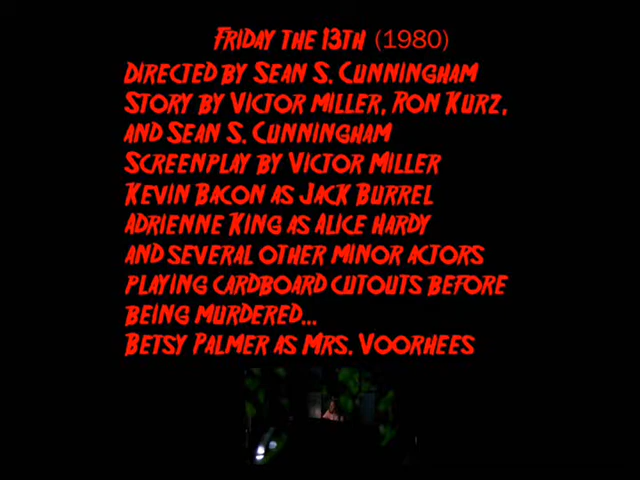 Friday the 13th (1980)
Directed by Sean S. Cunningham
Story by Victor Miller, Ron Kurz,
and Sean S. Cunningham
Screenplay by Victor Miller
Kevin Bacon as Jack Burrel
Adrienne King as Alice Hardy
and several other minor actors
playing cardboard cutouts before
being murdered...
Betsy Palmer as Mrs. Voorhees